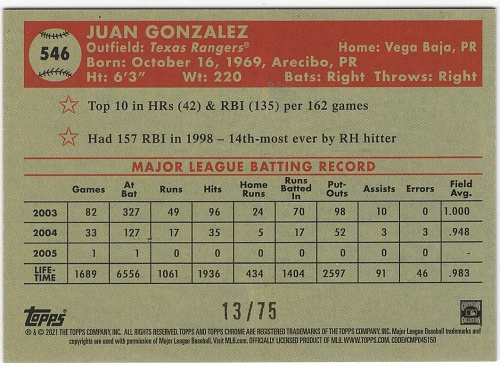 546
JUAN GONZALEZ
Outfield: Texas Rangers® Home: Vega Baja, PR
Born: October 16, 1969, Arecibo, PR
Ht: 6'3" Wt: 220 Bats: Right Throws: Right
Top 10 in HRs (42) & RBI (135) per 162 games
Had 157 RBI in 1998 – 14th-most ever by RH hitter
MAJOR LEAGUE BATTING RECORD
Games At Bat Runs Hits Home Runs Runs Batted In Put-Outs Assists Errors Field Avg.
2003 82 327 49 96 24 70 98 10 0 1.000
2004 33 127 17 35 5 17 52 3 3 .948
2005 1 1 0 0 0 0 0 0 0 -
LIFE-TIME 1689 6556 1061 1936 434 1404 2597 91 46 .983
Topps
13/75
® & © 2021 THE TOPPS COMPANY, INC. ALL RIGHTS RESERVED. TOPPS AND TOPPS CHROME ARE REGISTERED TRADEMARKS OF THE TOPPS COMPANY, INC. Major League Baseball trademarks and
copyrights are used with permission of Major League Baseball. Visit MLB.com. OFFICIALLY LICENSED PRODUCT OF MLB. WWW.TOPPS.COM. CODE#CMP045150